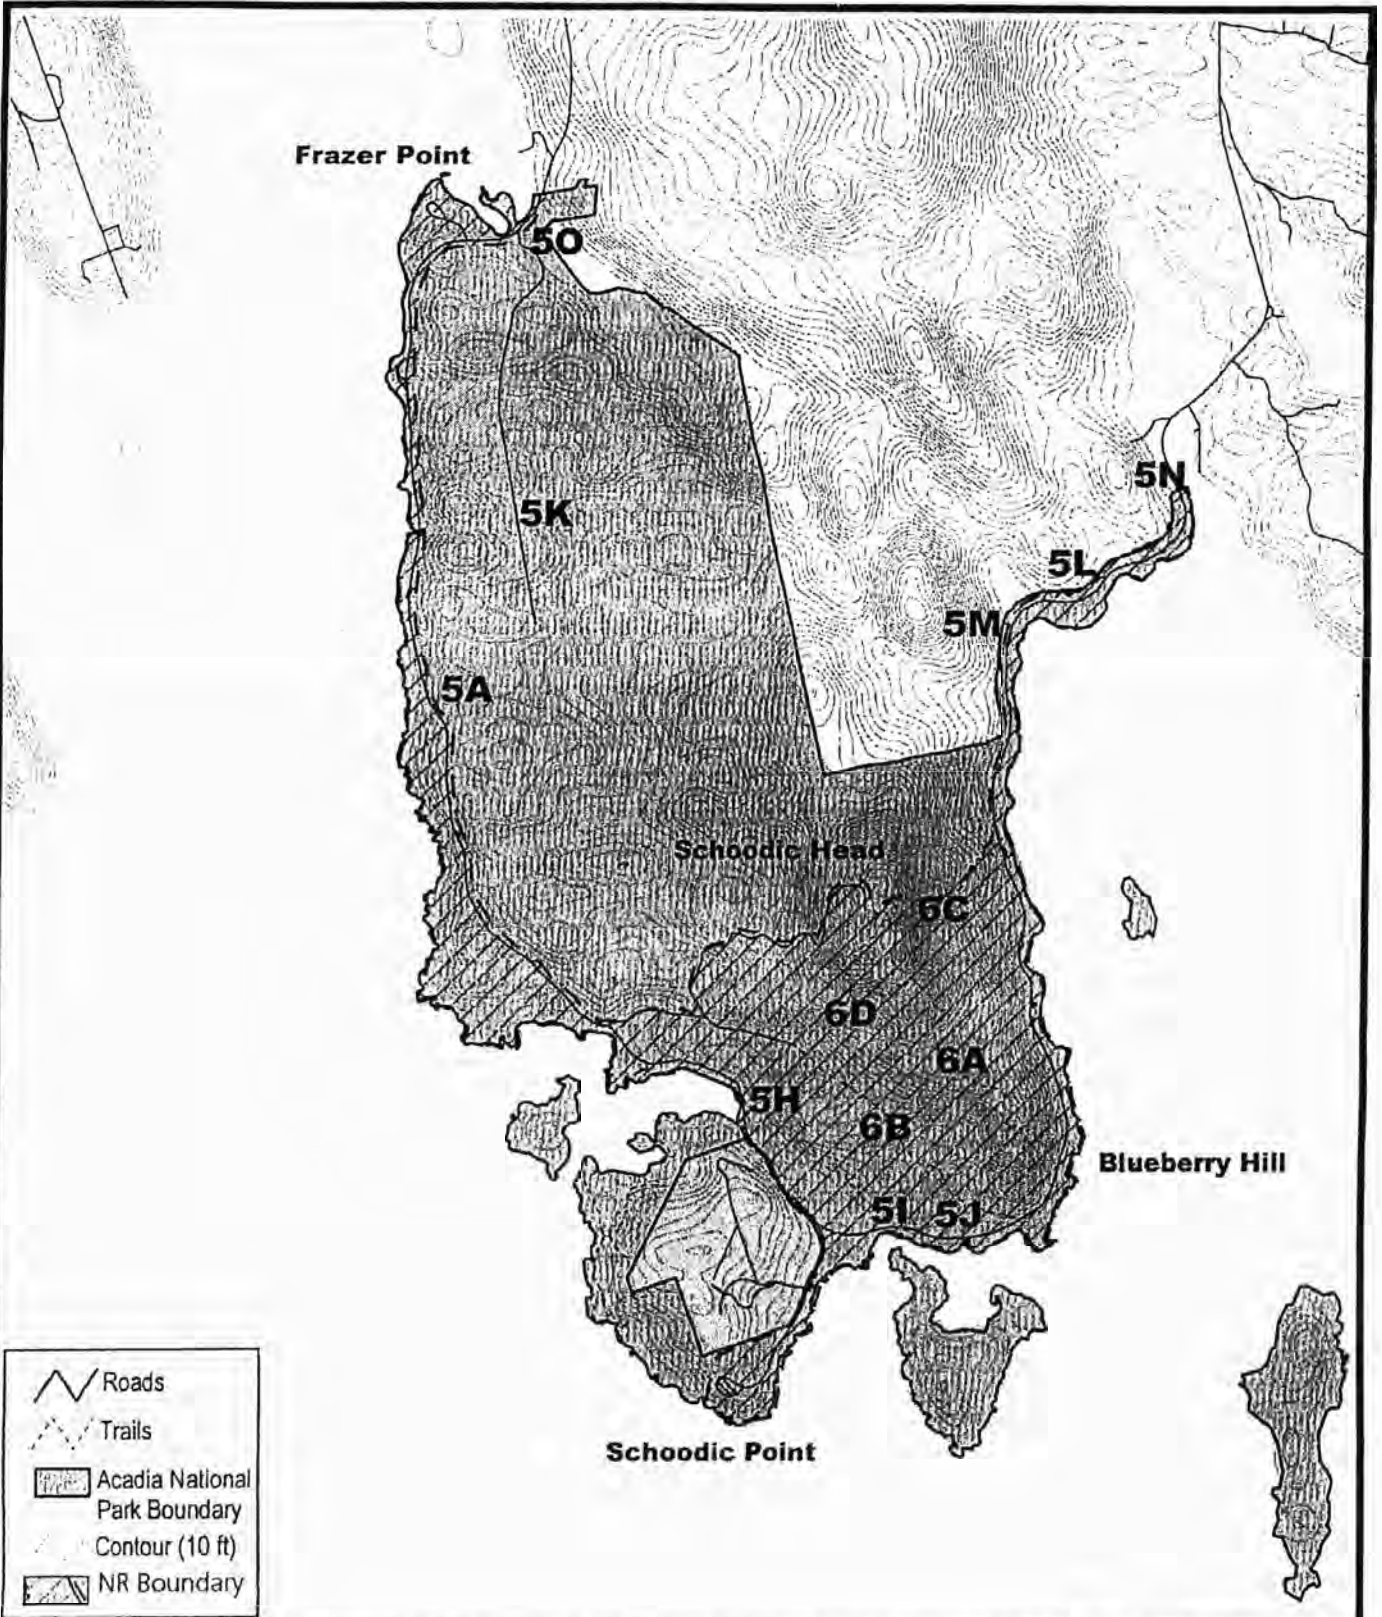 Frazer Point
5O
5N
5K
5L
5M
5A
Schoodic Head
6C
6D
6A
5H
6B
Blueberry Hill
5I
5J
Schoodic Point
Roads
Trails
Acadia National
Park Boundary
Contour (10 ft)
NR Boundary